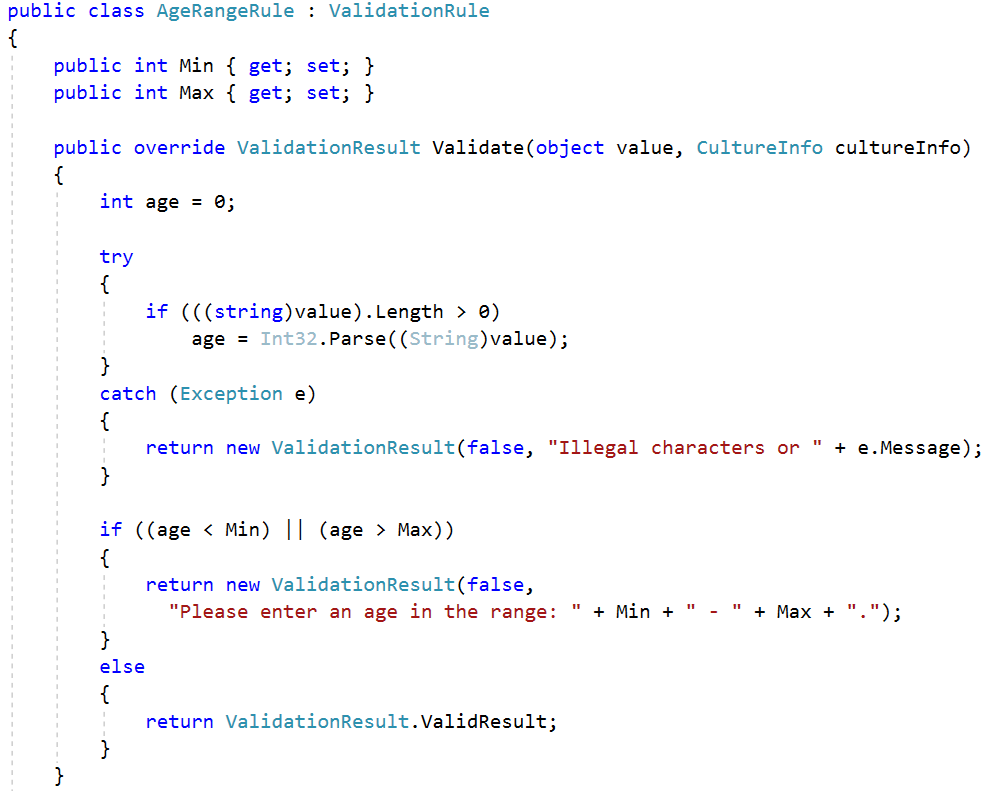 public class AgeRangeRule : ValidationRule
{
    public int Min { get; set; }
    public int Max { get; set; }

    public override ValidationResult Validate(object value, CultureInfo cultureInfo)
    {
        int age = 0;

        try
        {
            if (((string)value).Length > 0)
                age = Int32.Parse((String)value);
        }
        catch (Exception e)
        {
            return new ValidationResult(false, "Illegal characters or " + e.Message);
        }

        if ((age < Min) || (age > Max))
        {
            return new ValidationResult(false,
              "Please enter an age in the range: " + Min + " - " + Max + ".");
        }
        else
        {
            return ValidationResult.ValidResult;
        }
    }